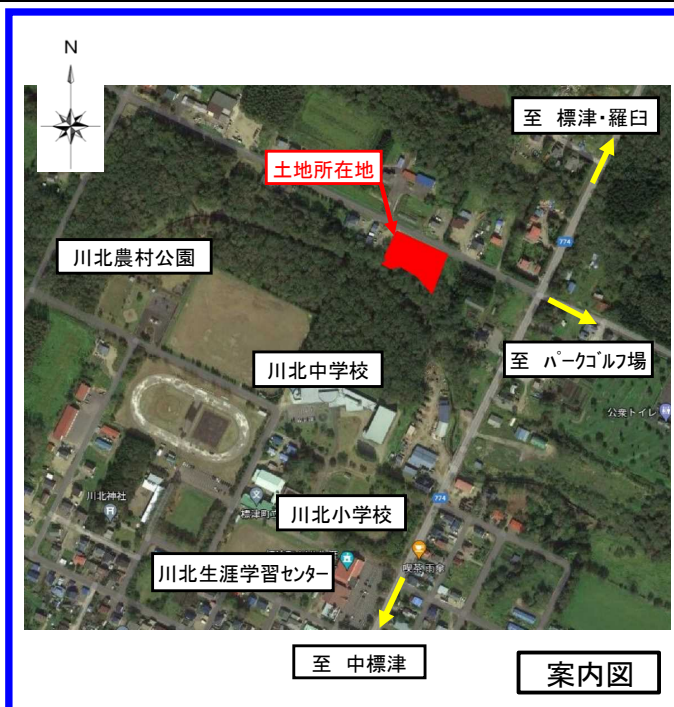 N
至 標津・羅臼
土地所在地
774
川北農村公園
至 パークゴルフ場
川北中学校
公衆トイレ
774
川北神社
川北小学校
川北生涯学習センター
至 中標津
案内図